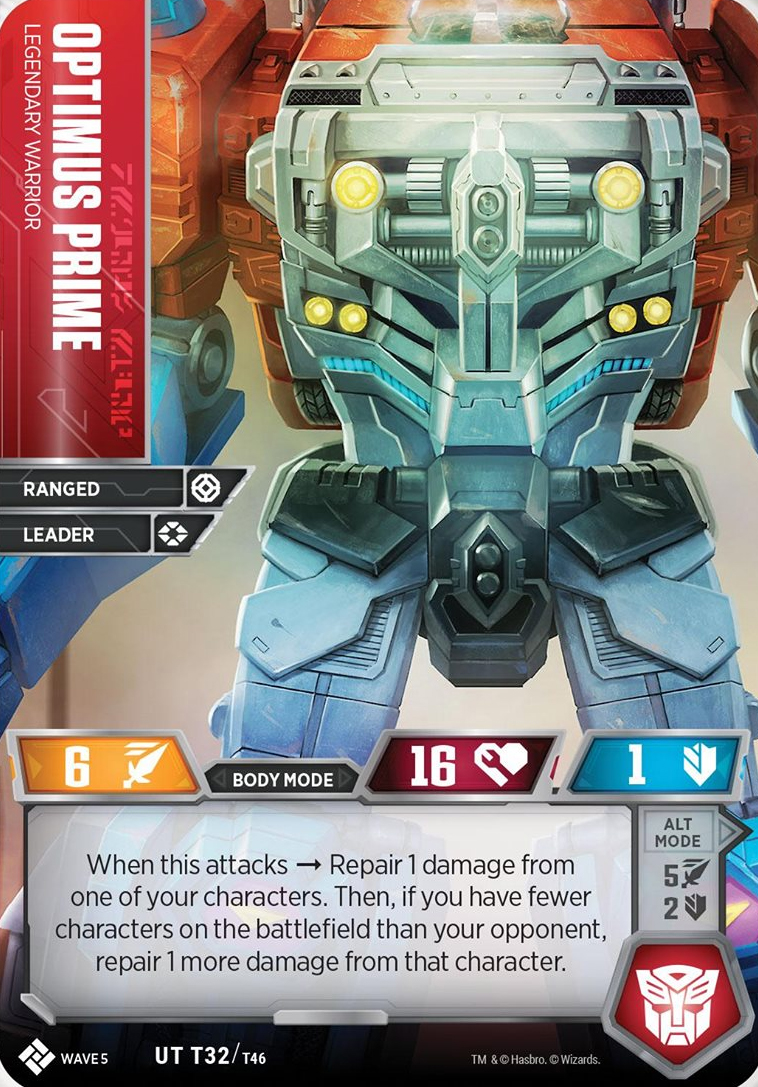 OPTIMUS PRIME
LEGENDARY WARRIOR
RANGED
LEADER
6
BODY MODE
16
1
When this attacks → Repair 1 damage from
one of your characters. Then, if you have fewer
characters on the battlefield than your opponent,
repair 1 more damage from that character.
ALT
MODE
5
2
WAVE 5
UT T32/T46
TM & © Hasbro. © Wizards.